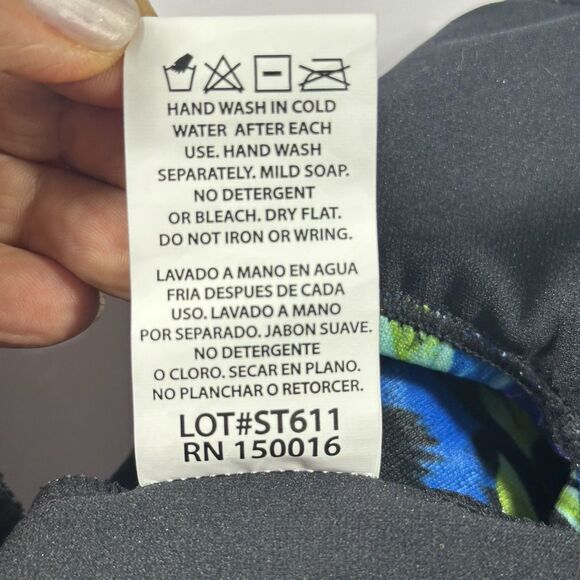 HAND WASH IN COLD
WATER AFTER EACH
USE. HAND WASH
SEPARATELY. MILD SOAP.
NO DETERGENT
OR BLEACH. DRY FLAT.
DO NOT IRON OR WRING.
LAVADO A MANO EN AGUA
FRIA DESPUES DE CADA
USO. LAVADO A MANO
POR SEPARADO. JABON SUAVE.
NO DETERGENTE
O CLORO. SECAR EN PLANO.
NO PLANCHAR O RETORCER.
LOT#ST611
RN 150016